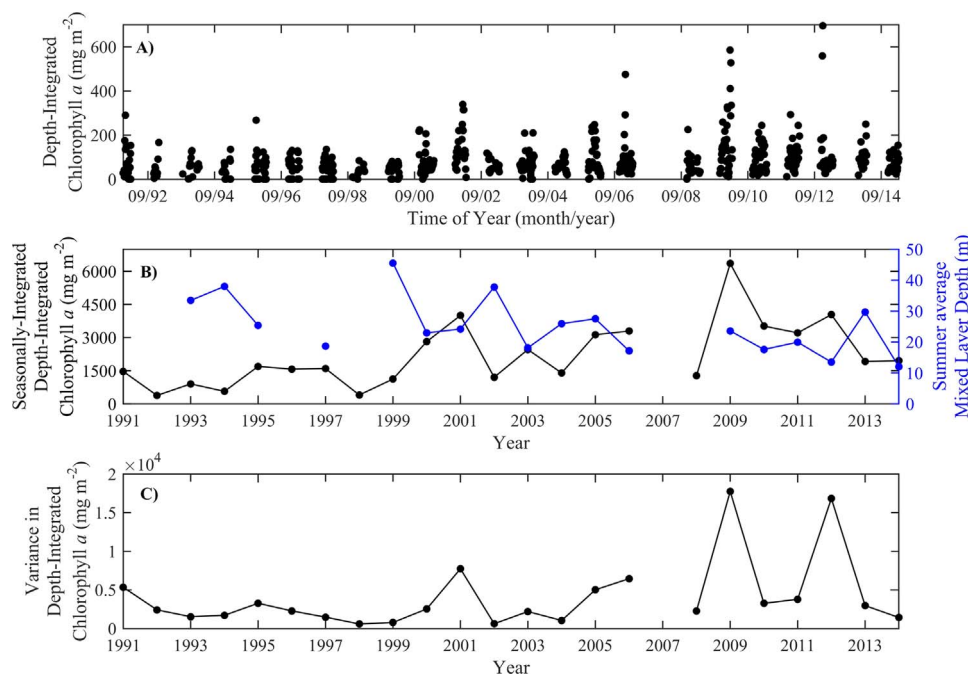 A)
Depth-Integrated
Chlorophyll a (mg m-2)
600
400
200
0
09/92 09/94 09/96 09/98 09/00 09/02 09/04 09/06 09/08 09/10 09/12 09/14
Time of Year (month/year)
B)
Seasonally-Integrated
Depth-Integrated
Chlorophyll a (mg m-2)
6000
4500
3000
1500
0
50
40
30
20
10
0
Summer average
Mixed Layer Depth (m)
1991 1993 1995 1997 1999 2001 2003 2005 2007 2009 2011 2013
Year
×10^4
C)
Variance in
Depth-Integrated
Chlorophyll a (mg m-2)
2
1.5
1
0.5
0
1991 1993 1995 1997 1999 2001 2003 2005 2007 2009 2011 2013
Year